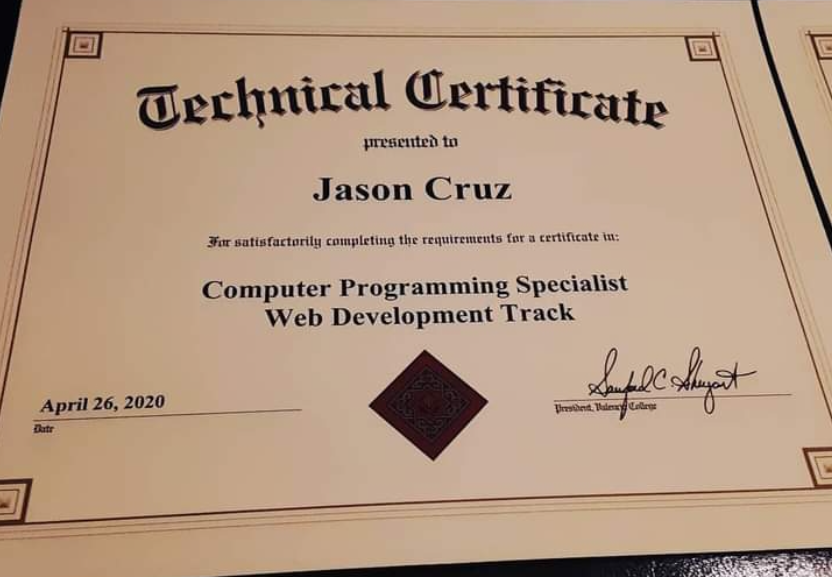 Technical Certificate
presented to
Jason Cruz
For satisfactorily completing the requirements for a certificate in:
Computer Programming Specialist
Web Development Track
April 26, 2020
Date
Sanford C. Shugart
President, Valencia College